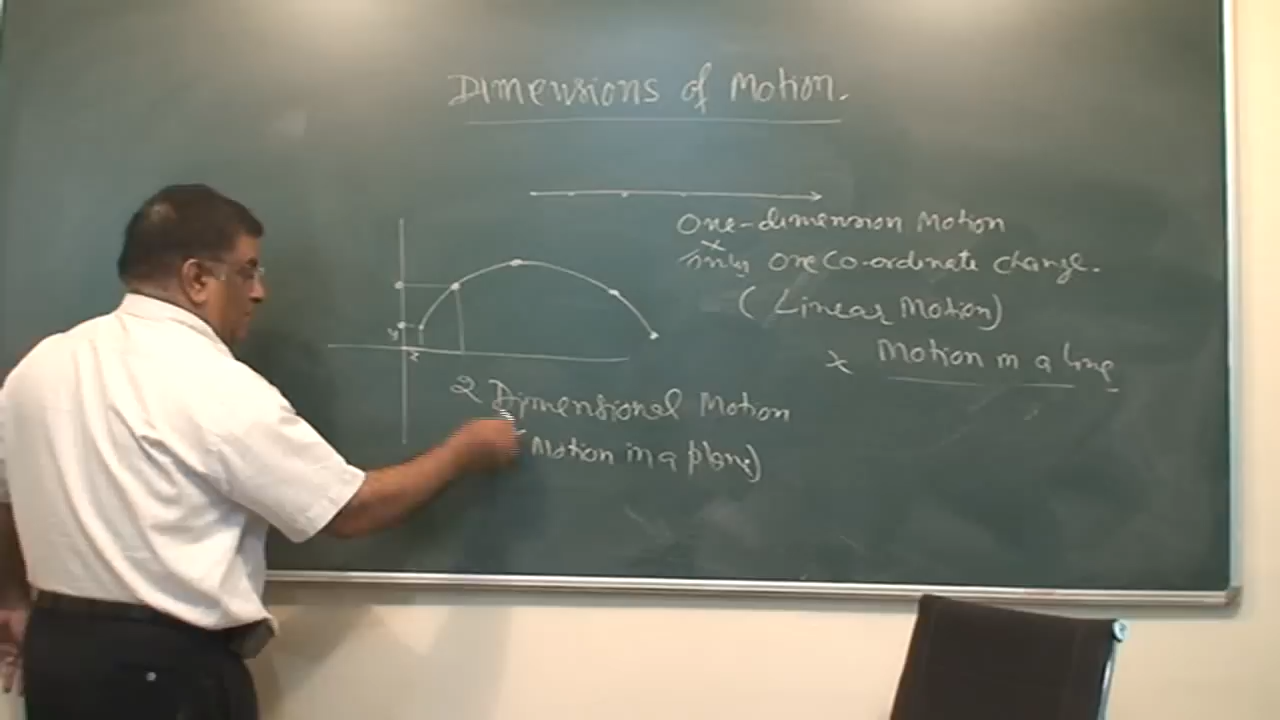 Dimensions of Motion.
One-dimension Motion
x only one co-ordinate change.
(Linear Motion)
x Motion in a line
y
x
2 Dimensional Motion
(Motion in a plane)